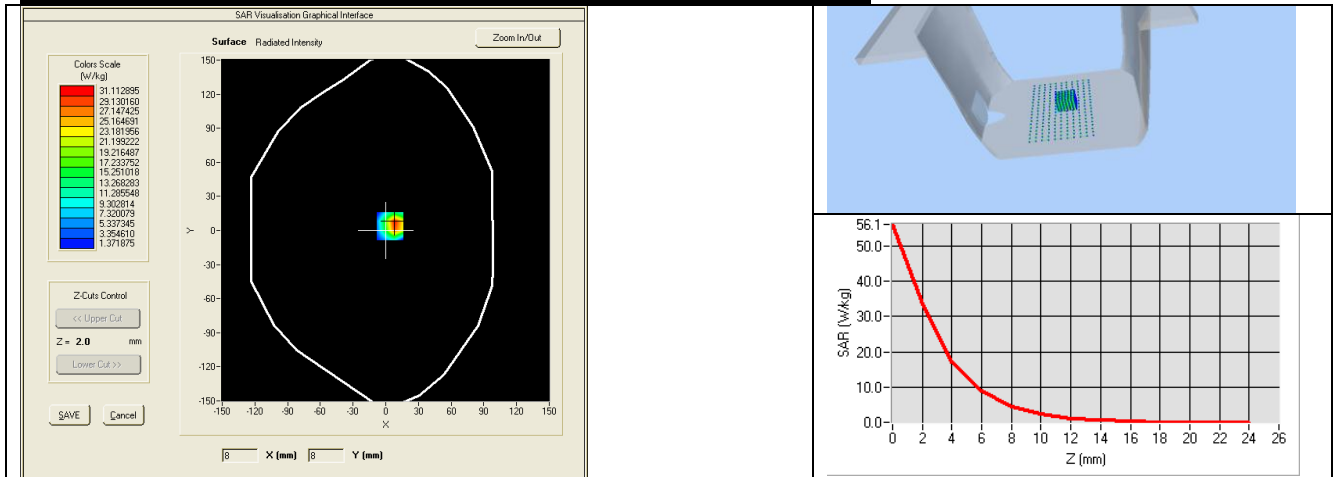 SAR Visualisation Graphical Interface
Surface Radiated Intensity
Zoom In/Out
Colors Scale
(W/kg)
31.112895
29.130160
27.147425
25.164691
23.181956
21.199222
19.216487
17.233752
15.251018
13.268283
11.285548
9.302814
7.320079
5.337345
3.354610
1.371875
Z-Cuts Control
<< Upper Cut
Z = 2.0 mm
Lower Cut >>
SAVE Cancel
150
120
90
60
30
0
-30
-60
-90
-120
-150
Y
-150 -120 -90 -60 -30 0 30 60 90 120 150
X
8 X (mm) 8 Y (mm)
56.1
50.0
40.0
30.0
20.0
10.0
0.0
SAR (W/kg)
0 2 4 6 8 10 12 14 16 18 20 22 24 26
Z (mm)